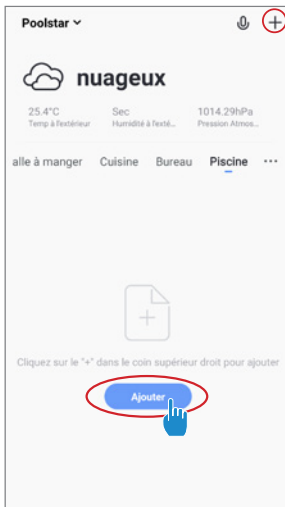 Poolstar
nuageux
25.4°C Sec 1014.29hPa
Temp à l'extérieur Humidité à l'exté... Pression Atmos...
alle à manger Cuisine Bureau Piscine ...
Cliquez sur le "+" dans le coin supérieur droit pour ajouter
Ajouter